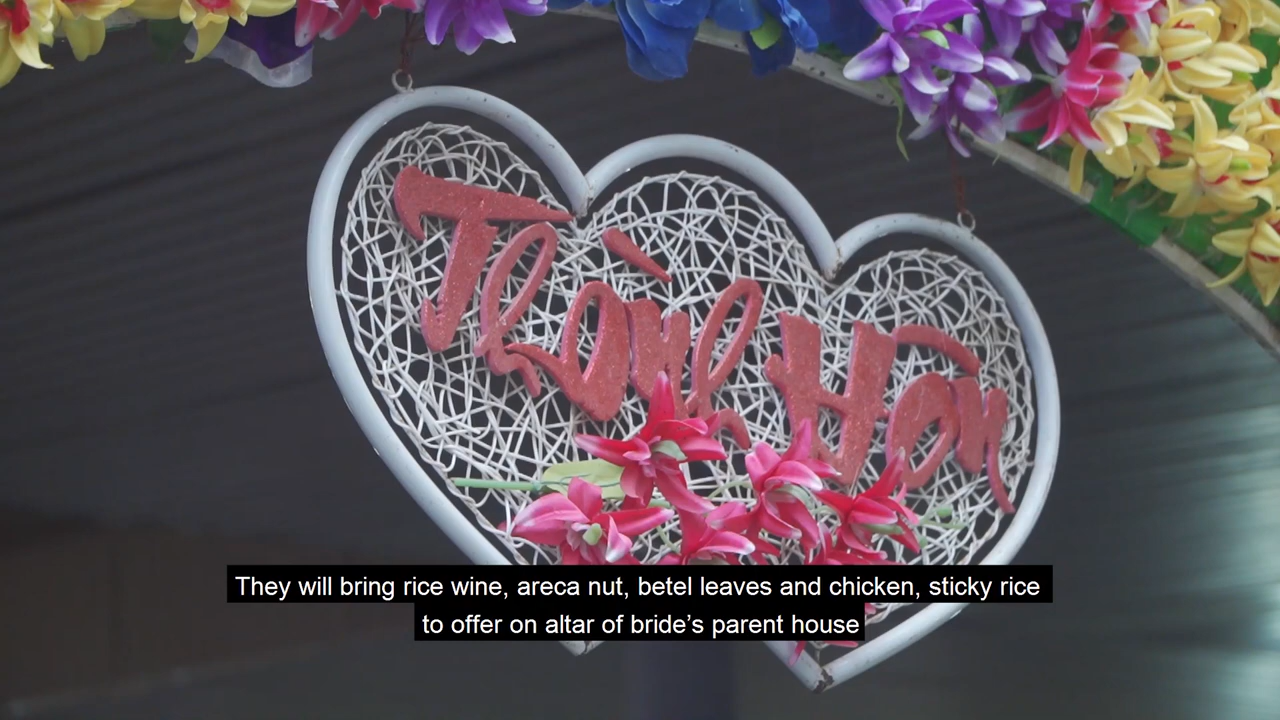 Thành Hôn
They will bring rice wine, areca nut, betel leaves and chicken, sticky rice
to offer on altar of bride’s parent house